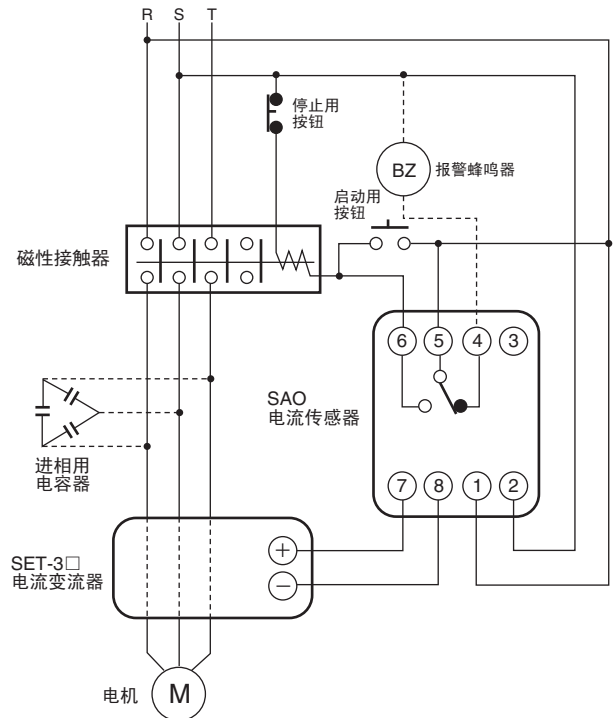 R S T
停止用
按钮
BZ 报警蜂鸣器
启动用
按钮
磁性接触器
6 5 4 3
SAO
电流传感器
进相用
电容器
7 8 1 2
SET-3□
电流变流器
+
−
电机 M